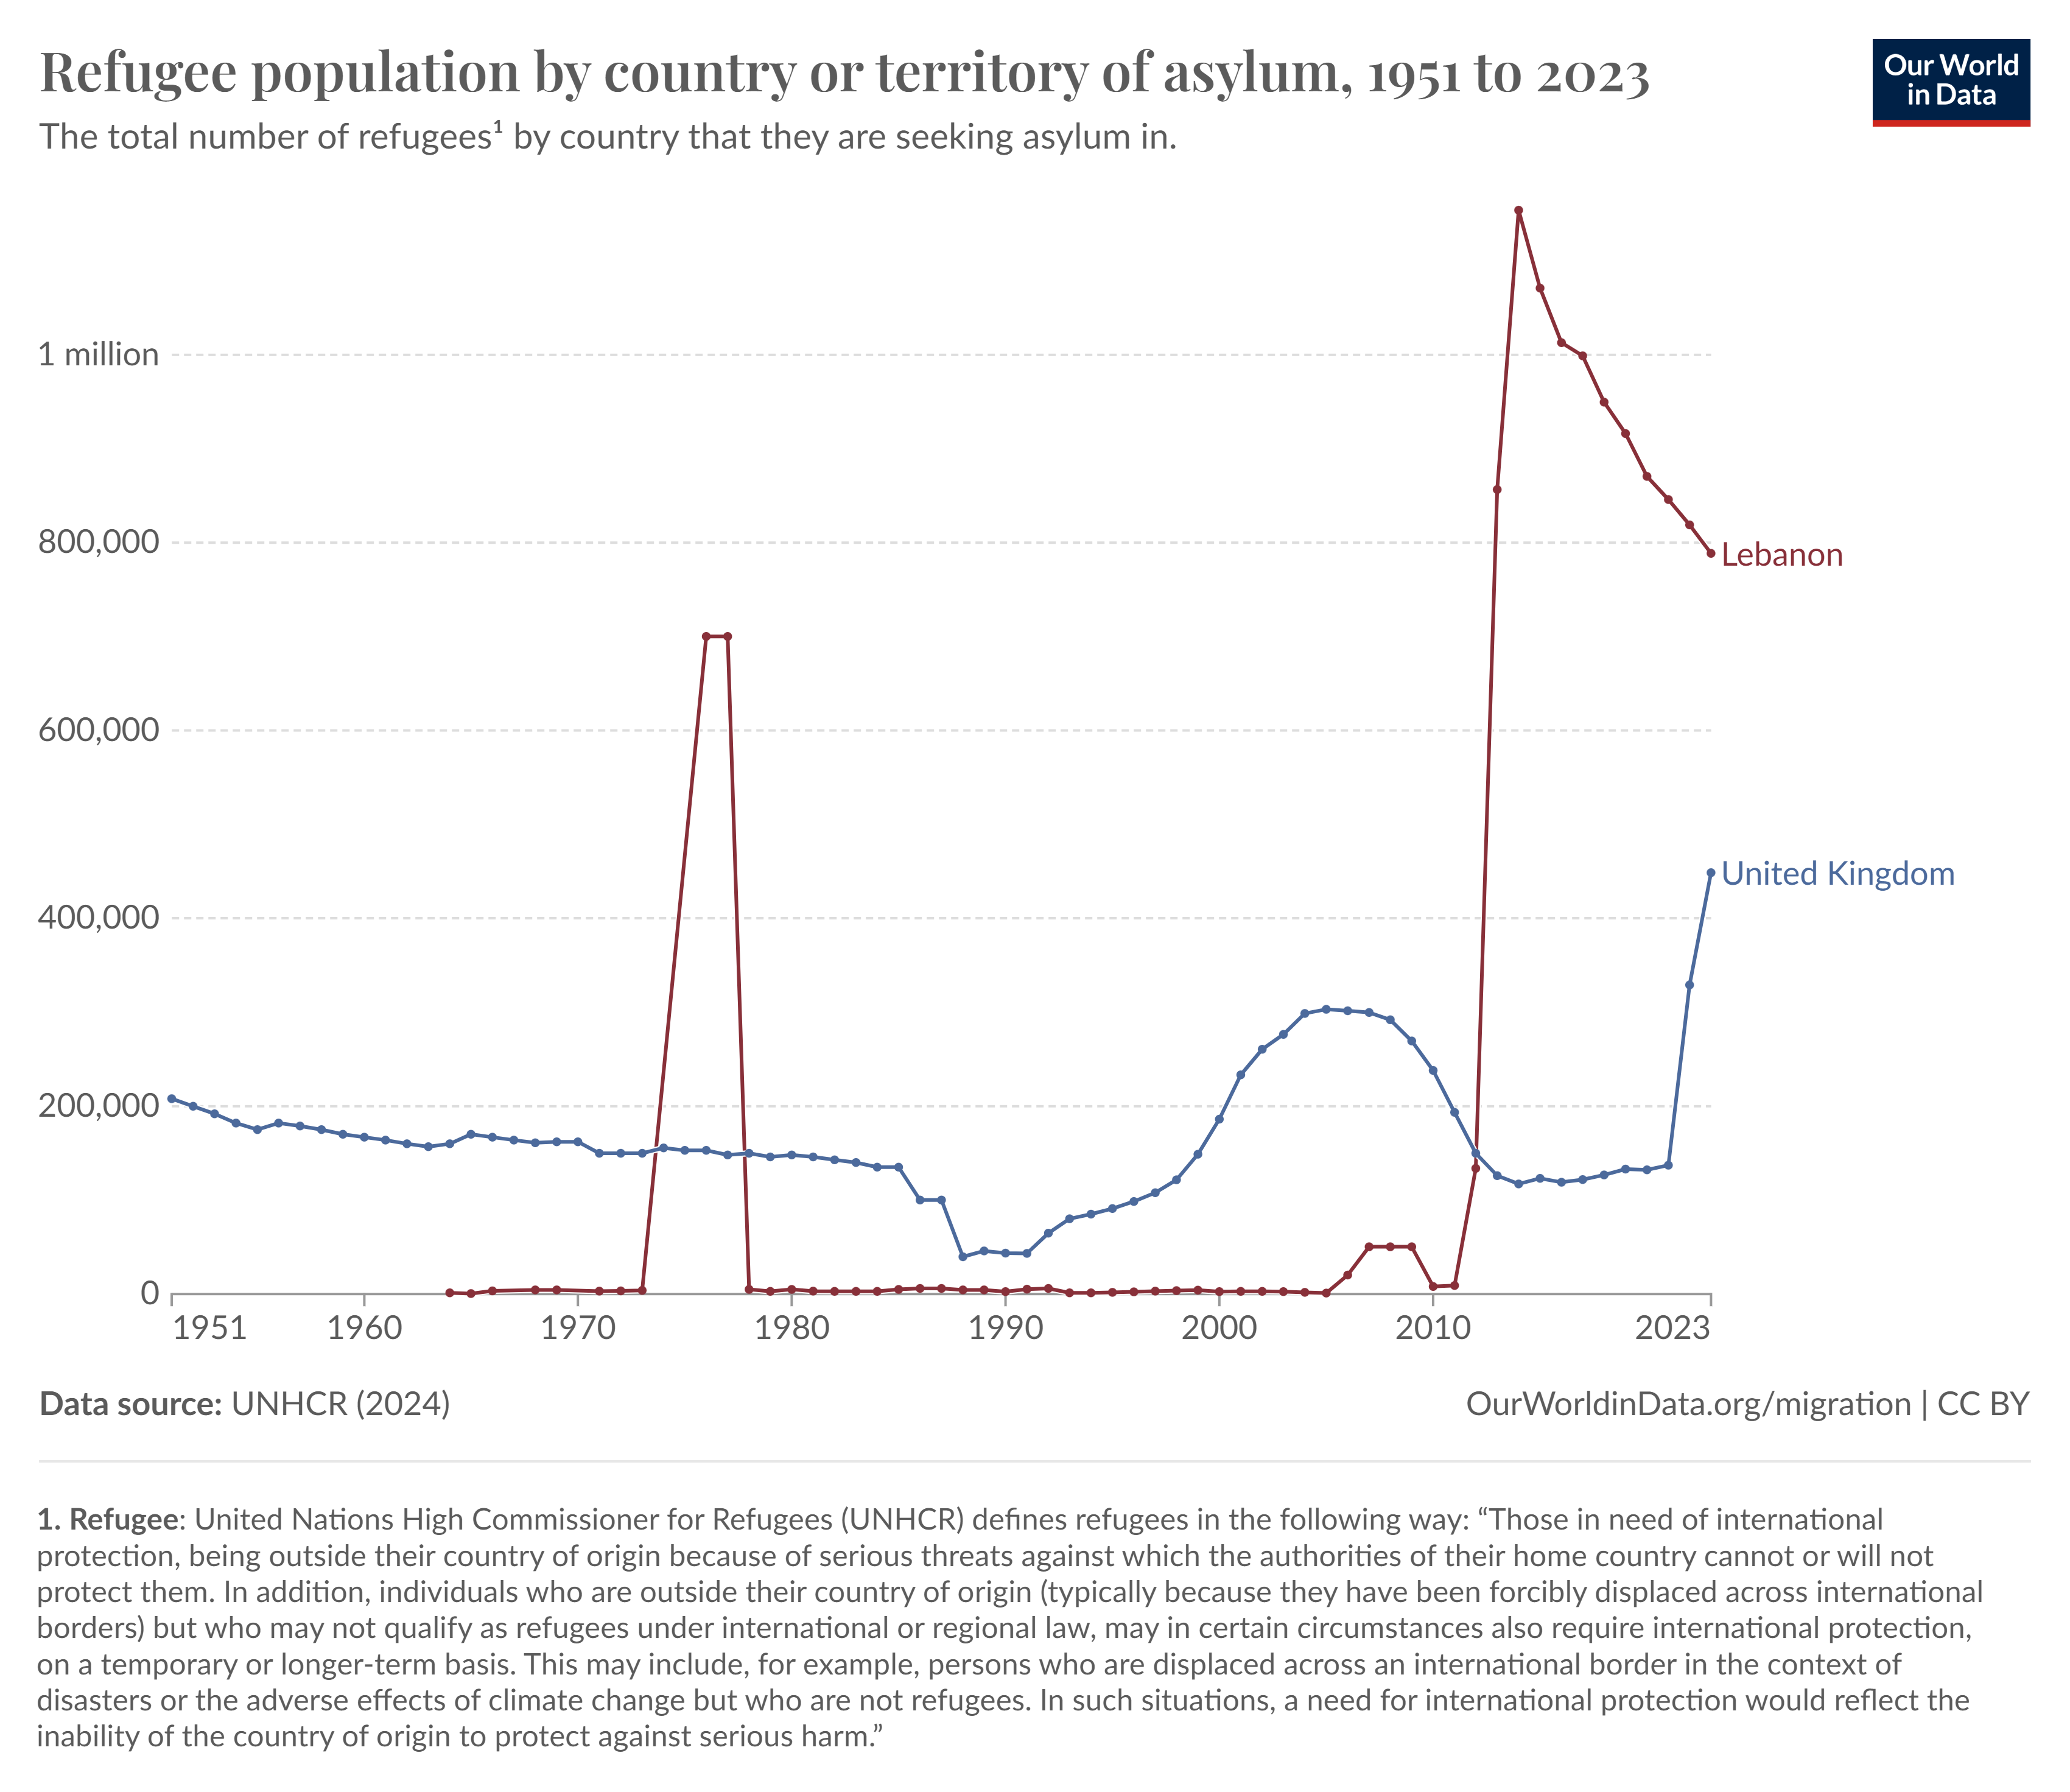 Refugee population by country or territory of asylum, 1951 to 2023
Our World
in Data
The total number of refugees¹ by country that they are seeking asylum in.
1 million
800,000
Lebanon
600,000
United Kingdom
400,000
200,000
0
1951 1960 1970 1980 1990 2000 2010 2023
Data source: UNHCR (2024)
OurWorldinData.org/migration | CC BY
1. Refugee: United Nations High Commissioner for Refugees (UNHCR) defines refugees in the following way: “Those in need of international
protection, being outside their country of origin because of serious threats against which the authorities of their home country cannot or will not
protect them. In addition, individuals who are outside their country of origin (typically because they have been forcibly displaced across international
borders) but who may not qualify as refugees under international or regional law, may in certain circumstances also require international protection,
on a temporary or longer-term basis. This may include, for example, persons who are displaced across an international border in the context of
disasters or the adverse effects of climate change but who are not refugees. In such situations, a need for international protection would reflect the
inability of the country of origin to protect against serious harm.”